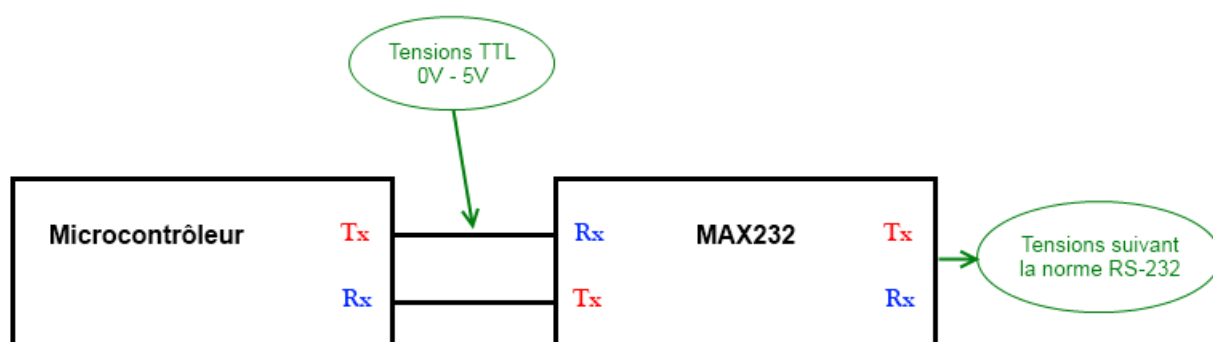 Tensions TTL
0V - 5V
Microcontrôleur Tx Rx MAX232 Tx
Tensions suivant
la norme RS-232
Rx Tx Rx